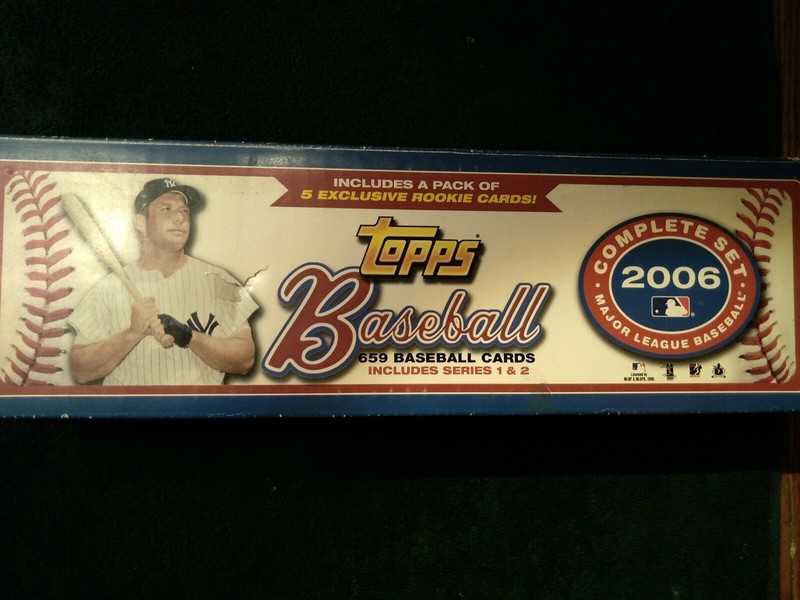 INCLUDES A PACK OF
5 EXCLUSIVE ROOKIE CARDS!
topps
Baseball
659 BASEBALL CARDS
INCLUDES SERIES 1 & 2
COMPLETE SET
2006
MAJOR LEAGUE BASEBALL
NY
NY